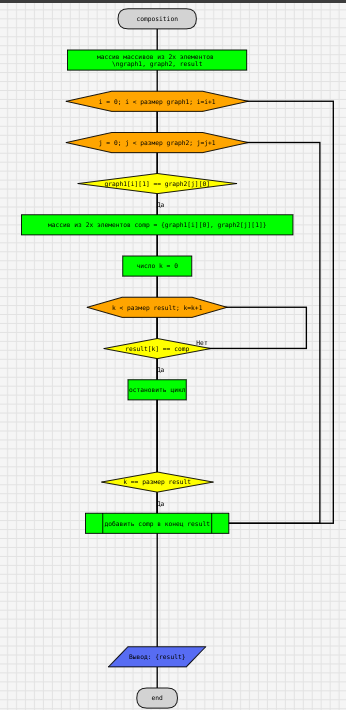 composition
массив массивов из 2х элементов
\ngraph1, graph2, result
i = 0; i < размер graph1; i=i+1
j = 0; j < размер graph2; j=j+1
graph1[i][1] == graph2[j][0]
Да
массив из 2х элементов comp = {graph1[i][0], graph2[j][1]}
число k = 0
k < размер result; k=k+1
Нет
result[k] == comp
Да
остановить цикл
k == размер result
Да
добавить comp в конец result
Вывод: {result}
end